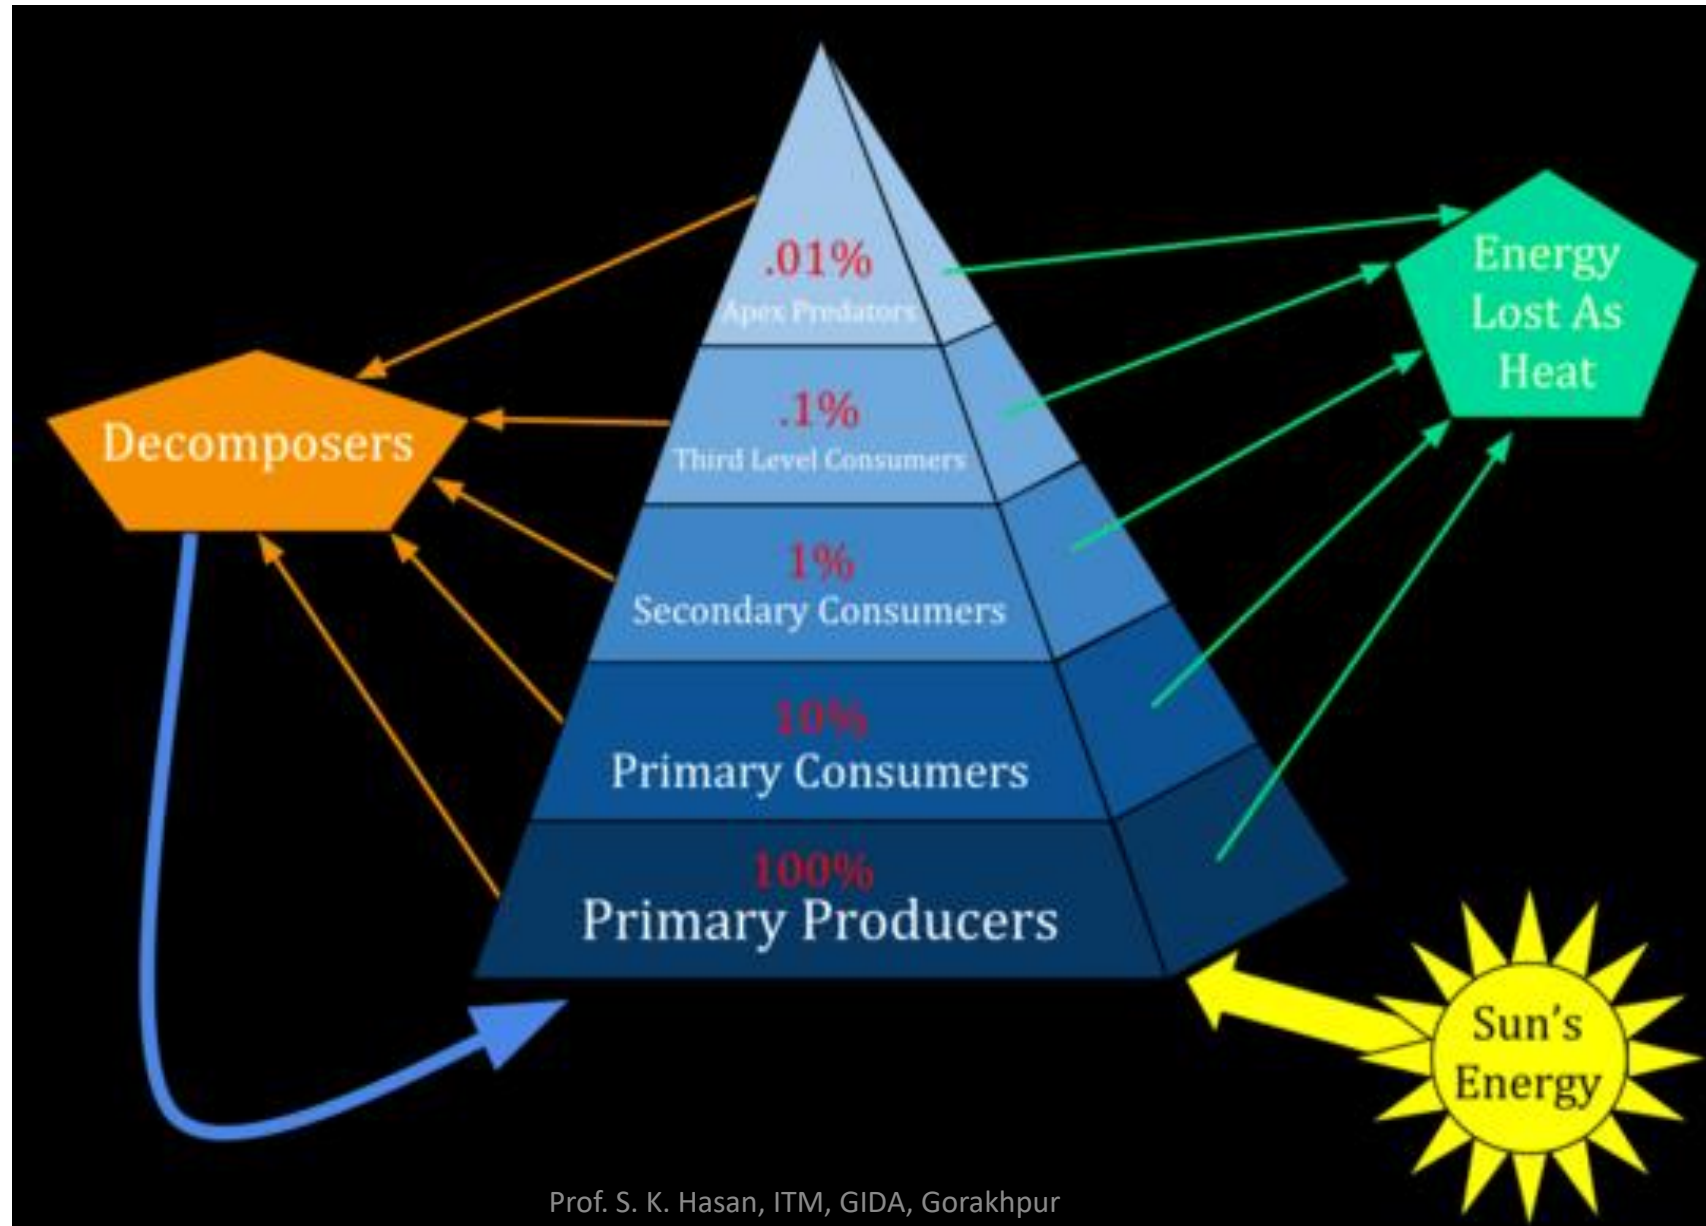 .01%
Apex Predators
Energy
Lost As
Heat
.1%
Third Level Consumers
Decomposers
1%
Secondary Consumers
10%
Primary Consumers
100%
Primary Producers
Sun's
Energy
Prof. S. K. Hasan, ITM, GIDA, Gorakhpur